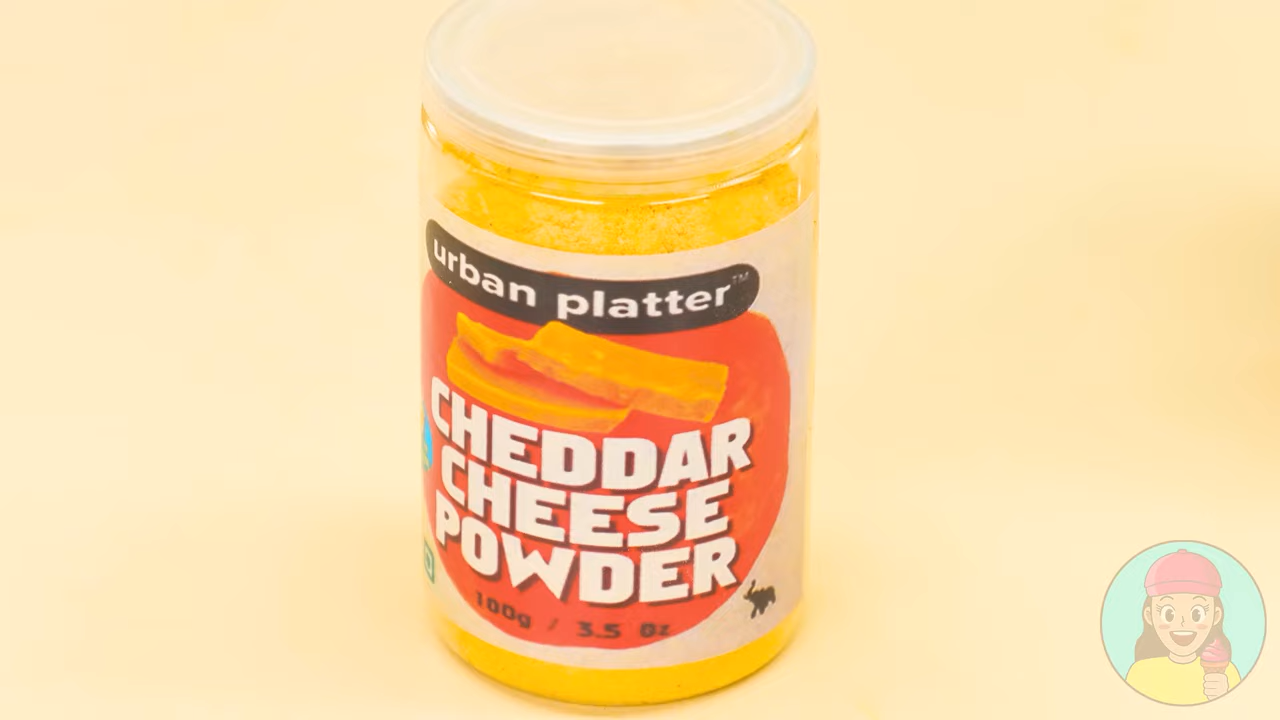 urban platter™
CHEDDAR
CHEESE
POWDER
100g / 3.5 Oz